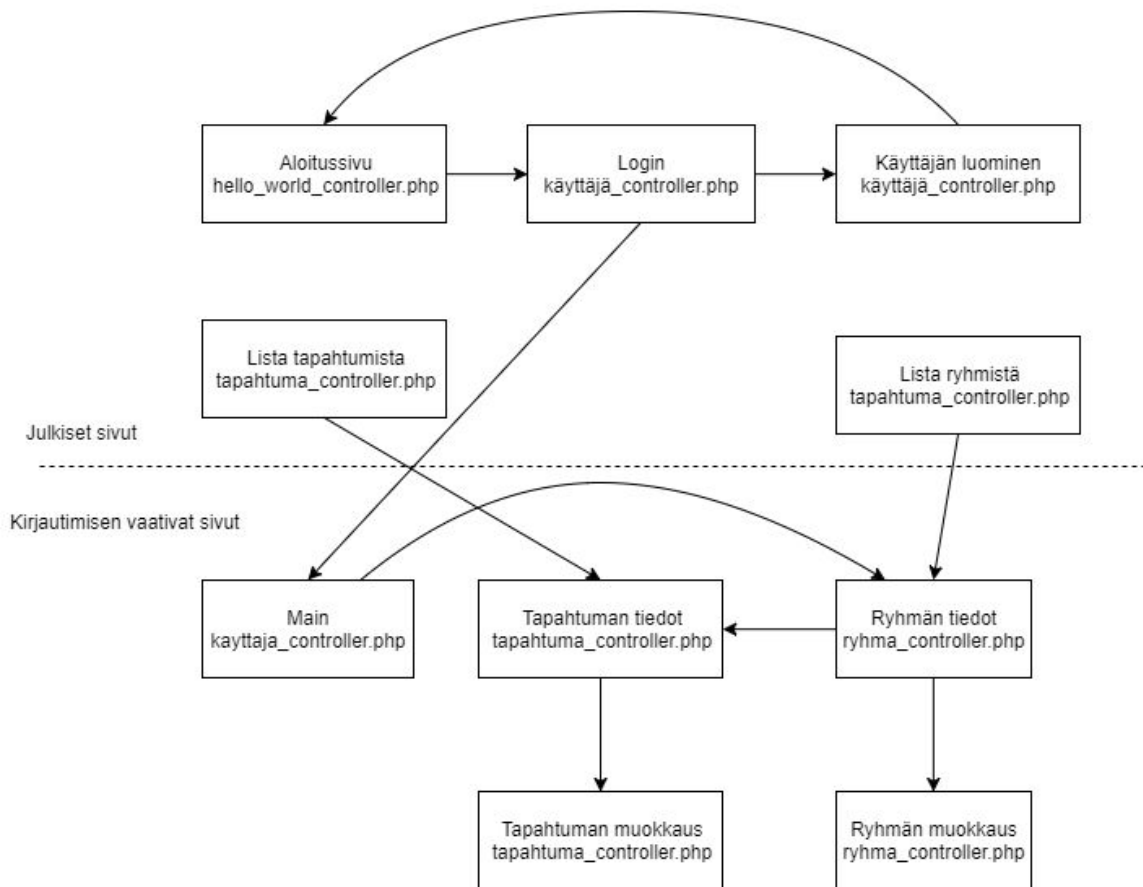 Aloitussivu
hello_world_controller.php
Login
käyttäjä_controller.php
Käyttäjän luominen
käyttäjä_controller.php
Lista tapahtumista
tapahtuma_controller.php
Lista ryhmistä
tapahtuma_controller.php
Julkiset sivut
Kirjautimisen vaativat sivut
Main
kayttaja_controller.php
Tapahtuman tiedot
tapahtuma_controller.php
Ryhmän tiedot
ryhma_controller.php
Tapahtuman muokkaus
tapahtuma_controller.php
Ryhmän muokkaus
ryhma_controller.php